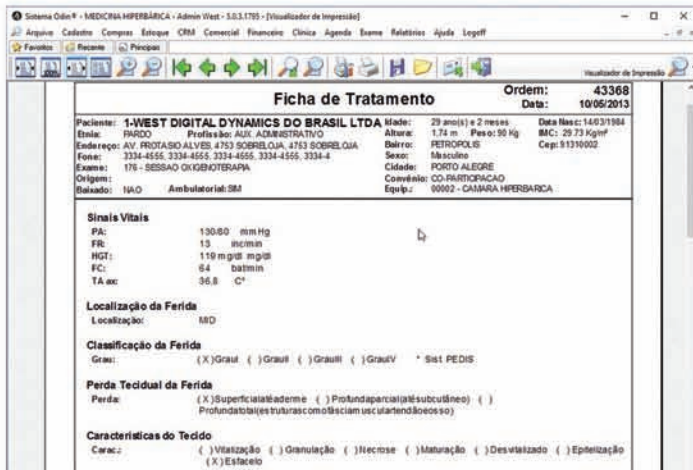 Sistema Odin® - MEDICINA HIPERBÁRICA - Admin West - 5.0.3.1785 - [Visualizador de Impressão]
Arquivo Cadastro Compras Estoque CRM Comercial Financeiro Clínica Agenda Exame Relatórios Ajuda Logoff
Favoritos Recente Principal
100% Visualizador de Impressão
Ficha de Tratamento
Ordem: 43368
Data: 10/05/2013
Paciente: 1-WEST DIGITAL DYNAMICS DO BRASIL LTDA Idade: 29 ano(s) e 2 meses Data Nasc: 14/03/1984
Etnia: PARDO Profissão: AUX. ADMINISTRATIVO Altura: 1,74 m Peso: 90 Kg IMC: 29.73 Kg/m²
Endereço: AV. PROTASIO ALVES, 4753 SOBRELOJA, 4753 SOBRELOJA Bairro: PETROPOLIS Cep: 91310002
Fone: 3334-4555, 3334-4555, 3334-4555, 3334-4555, 3334-4 Sexo: Masculino
Exame: 176 - SESSAO OXIGENOTERAPIA Cidade: PORTO ALEGRE
Origem: Convênio: CO-PARTICIPACAO
Baixado: NAO Ambulatorial: SIM Equip.: 00002 - CAMARA HIPERBARICA
Sinais Vitais
PA: 130/80 mmHg
FR: 13 inc/min
HGT: 119 mg/dl mg/dl
FC: 64 bat/min
TA ax: 36,8 C°
Localização da Ferida
Localização: MID
Classificação da Ferida
Grau: (X)GrauI ( )GrauII ( )GrauIII ( )GrauIV * Sist PEDIS
Perda Tecidual da Ferida
Perda: (X)Superficialatéaderme ( )Profundaparcial(atésubcutâneo) ( )
Profundatotal(estruturascomofásciamusculartendãoeosso)
Características do Tecido
Carac.: ( )Vitalização ( )Granulação ( )Necrose ( )Maturação ( )Desvitalizado ( )Epitelização
(X)Esfacelo